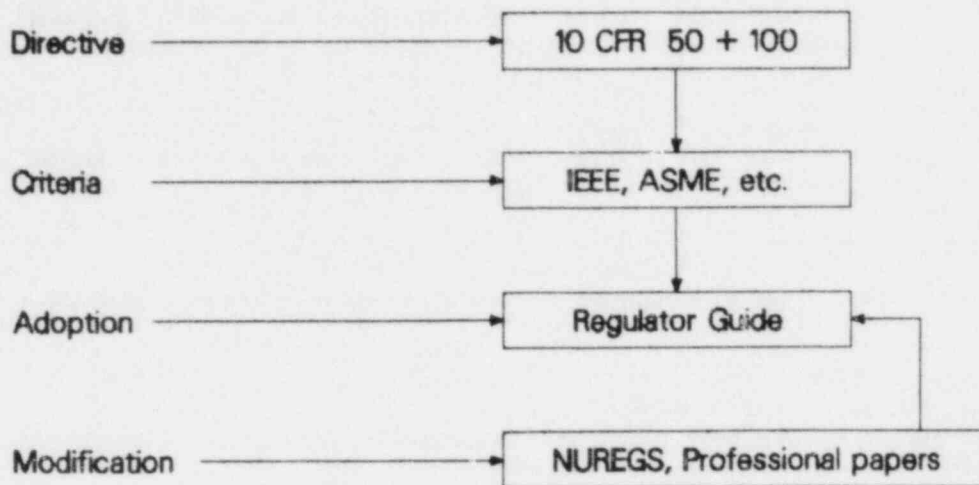 Directive 10 CFR 50 + 100
Criteria IEEE, ASME, etc.
Adoption Regulator Guide
Modification NUREGS, Professional papers